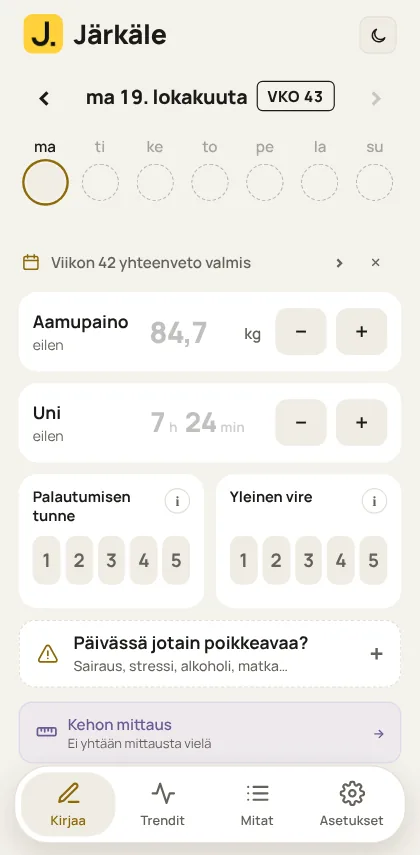 J. Järkäle
ma 19. lokakuuta VKO 43
ma ti ke to pe la su
Viikon 42 yhteenveto valmis
Aamupaino
eilen
84,7 kg − +
Uni
eilen
7 h 24 min − +
Palautumisen
tunne
i
1 2 3 4 5
Yleinen vire
i
1 2 3 4 5
Päivässä jotain poikkeavaa?
Sairaus, stressi, alkoholi, matka...
+
Kehon mittaus
Ei yhtään mittausta vielä
Kirjaa Trendit Mitat Asetukset